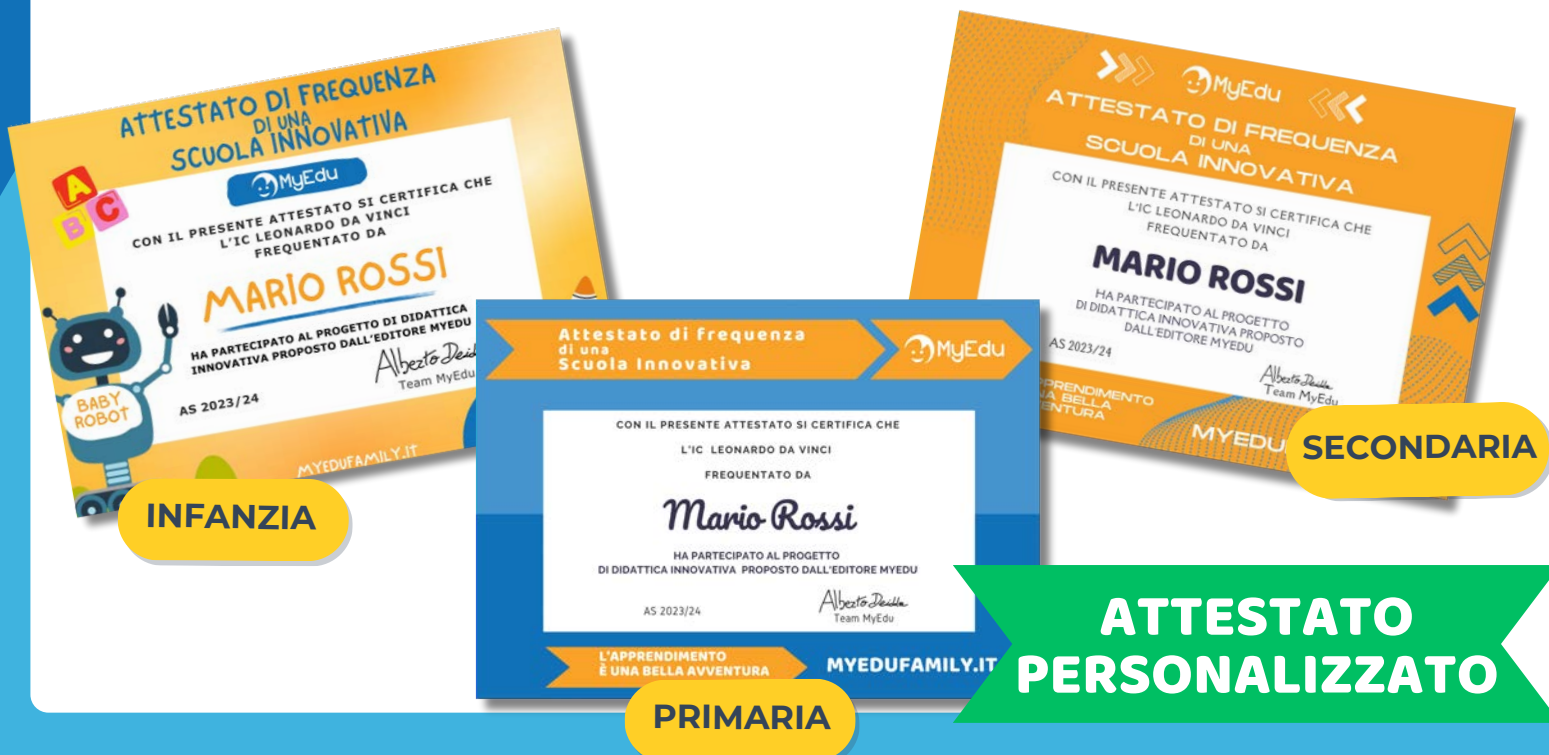 ATTESTATO DI FREQUENZA
DI UNA
SCUOLA INNOVATIVA
MyEdu
CON IL PRESENTE ATTESTATO SI CERTIFICA CHE
L'IC LEONARDO DA VINCI
FREQUENTATO DA
MARIO ROSSI
HA PARTECIPATO AL PROGETTO DI DIDATTICA
INNOVATIVA PROPOSTO DALL'EDITORE MYEDU
Alberto
Team MyEdu
AS 2023/24
A
B C
BABY
ROBOT
MYEDUFAMILY.IT
INFANZIA
Attestato di frequenza
di una
Scuola Innovativa
MyEdu
CON IL PRESENTE ATTESTATO SI CERTIFICA CHE
L'IC LEONARDO DA VINCI
FREQUENTATO DA
Mario Rossi
HA PARTECIPATO AL PROGETTO
DI DIDATTICA INNOVATIVA PROPOSTO DALL'EDITORE MYEDU
AS 2023/24
Alberto
Team MyEdu
L'APPRENDIMENTO
È UNA BELLA AVVENTURA
MYEDUFAMILY.IT
PRIMARIA
MyEdu
ATTESTATO DI FREQUENZA
DI UNA
SCUOLA INNOVATIVA
CON IL PRESENTE ATTESTATO SI CERTIFICA CHE
L'IC LEONARDO DA VINCI
FREQUENTATO DA
MARIO ROSSI
HA PARTECIPATO AL PROGETTO
DI DIDATTICA INNOVATIVA PROPOSTO
DALL'EDITORE MYEDU
AS 2023/24
Alberto
Team MyEdu
PRENDIMENTO
NA BELLA
VENTURA
MYEDU
SECONDARIA
ATTESTATO
PERSONALIZZATO